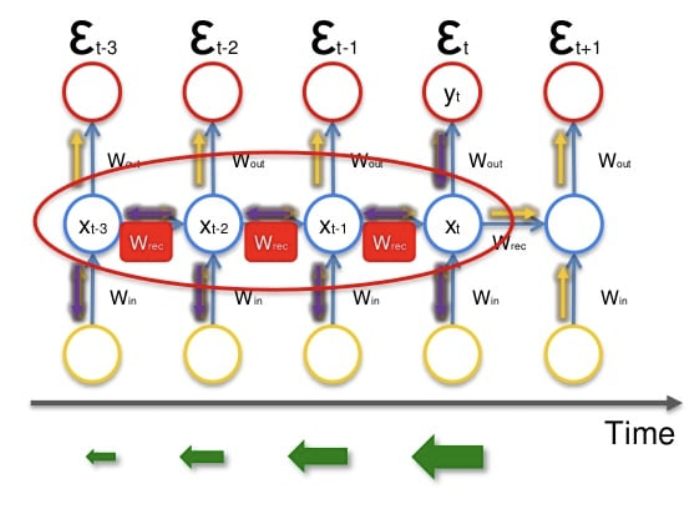 εt-3 εt-2 εt-1 εt εt+1
yt
Wout Wout Wout Wout Wout
xt-3 xt-2 xt-1 xt
Wrec Wrec Wrec Wrec
Win Win Win Win Win
Time